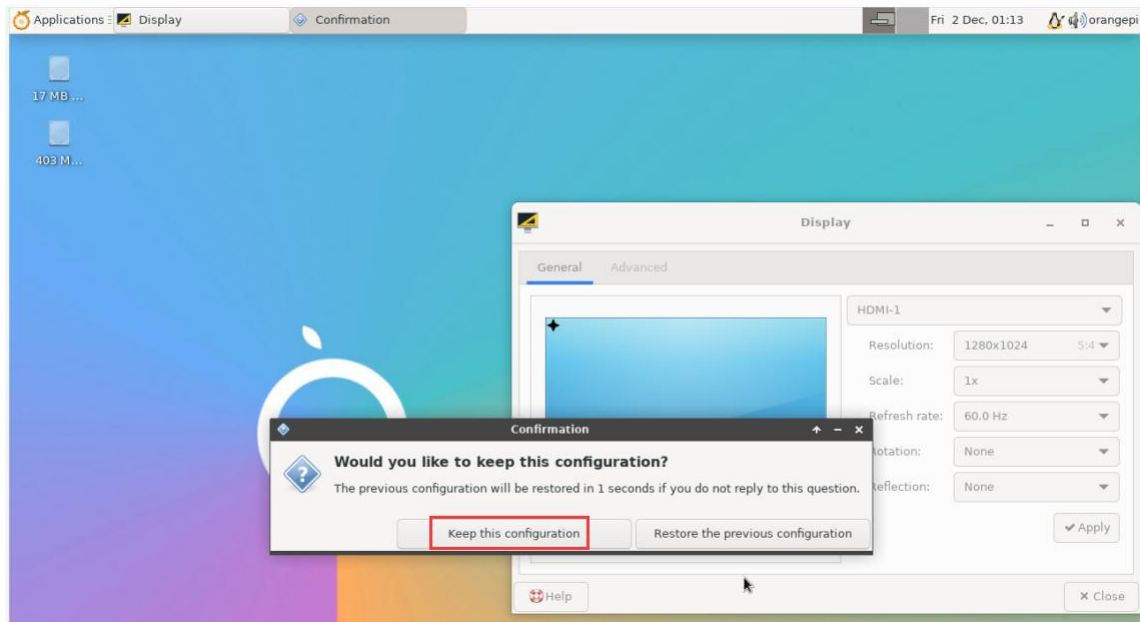 Applications
Display
Confirmation
Fri 2 Dec, 01:13
orangepi
17 MB ...
403 M...
Display
General
Advanced
HDMI-1
Resolution:
1280x1024
5:4
Scale:
1x
Refresh rate:
60.0 Hz
Rotation:
None
Reflection:
None
Apply
Confirmation
Would you like to keep this configuration?
The previous configuration will be restored in 1 seconds if you do not reply to this question.
Keep this configuration
Restore the previous configuration
Help
Close